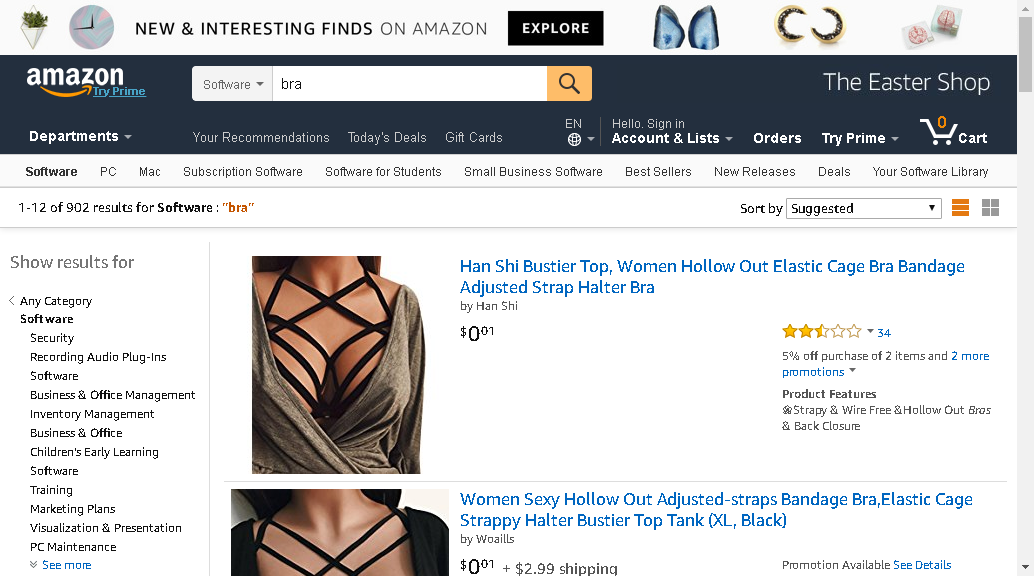 NEW & INTERESTING FINDS ON AMAZON EXPLORE
amazon
Try Prime
Software bra
The Easter Shop
Departments
Your Recommendations Today's Deals Gift Cards
EN
Hello. Sign in
Account & Lists
Orders
Try Prime
0
Cart
Software PC Mac Subscription Software Software for Students Small Business Software Best Sellers New Releases Deals Your Software Library
1-12 of 902 results for Software : "bra"
Sort by Suggested
Show results for
Any Category
Software
Security
Recording Audio Plug-Ins
Software
Business & Office Management
Inventory Management
Business & Office
Children's Early Learning
Software
Training
Marketing Plans
Visualization & Presentation
PC Maintenance
See more
Han Shi Bustier Top, Women Hollow Out Elastic Cage Bra Bandage
Adjusted Strap Halter Bra
by Han Shi
$0.01
34
5% off purchase of 2 items and 2 more
promotions
Product Features
❀Strapy & Wire Free &Hollow Out Bras
& Back Closure
Women Sexy Hollow Out Adjusted-straps Bandage Bra,Elastic Cage
Strappy Halter Bustier Top Tank (XL, Black)
by Woaills
$0.01 + $2.99 shipping
Promotion Available See Details